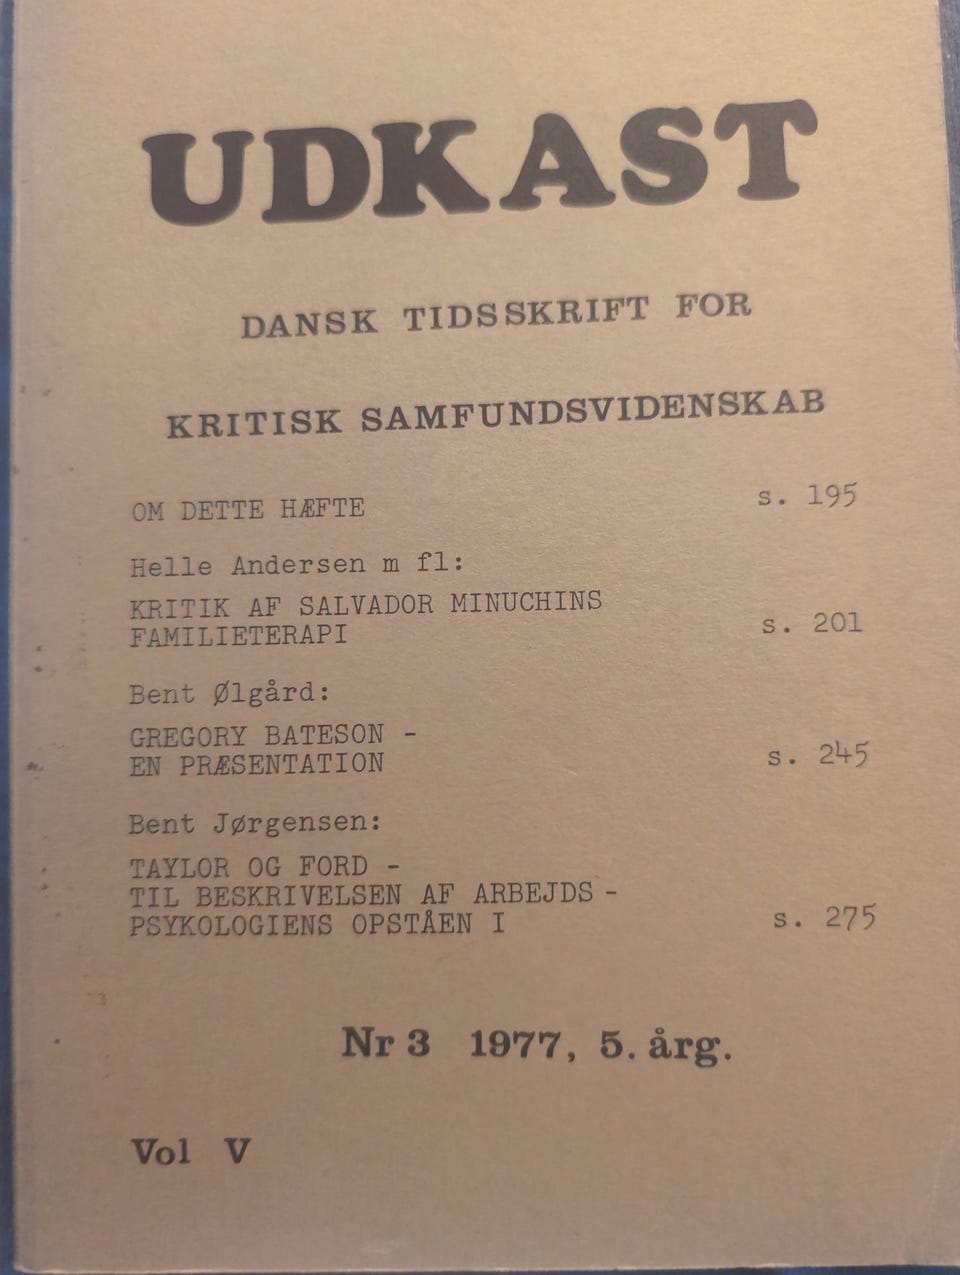 UDKAST
DANSK TIDSSKRIFT FOR
KRITISK SAMFUNDSVIDENSKAB
OM DETTE HÆFTE s. 195
Helle Andersen m fl:
KRITIK AF SALVADOR MINUCHINS
FAMILIETERAPI s. 201
Bent Ølgård:
GREGORY BATESON -
EN PRÆSENTATION s. 245
Bent Jørgensen:
TAYLOR OG FORD -
TIL BESKRIVELSEN AF ARBEJDS-
PSYKOLOGIENS OPSTÅEN I s. 275
Nr 3 1977, 5. årg.
Vol V